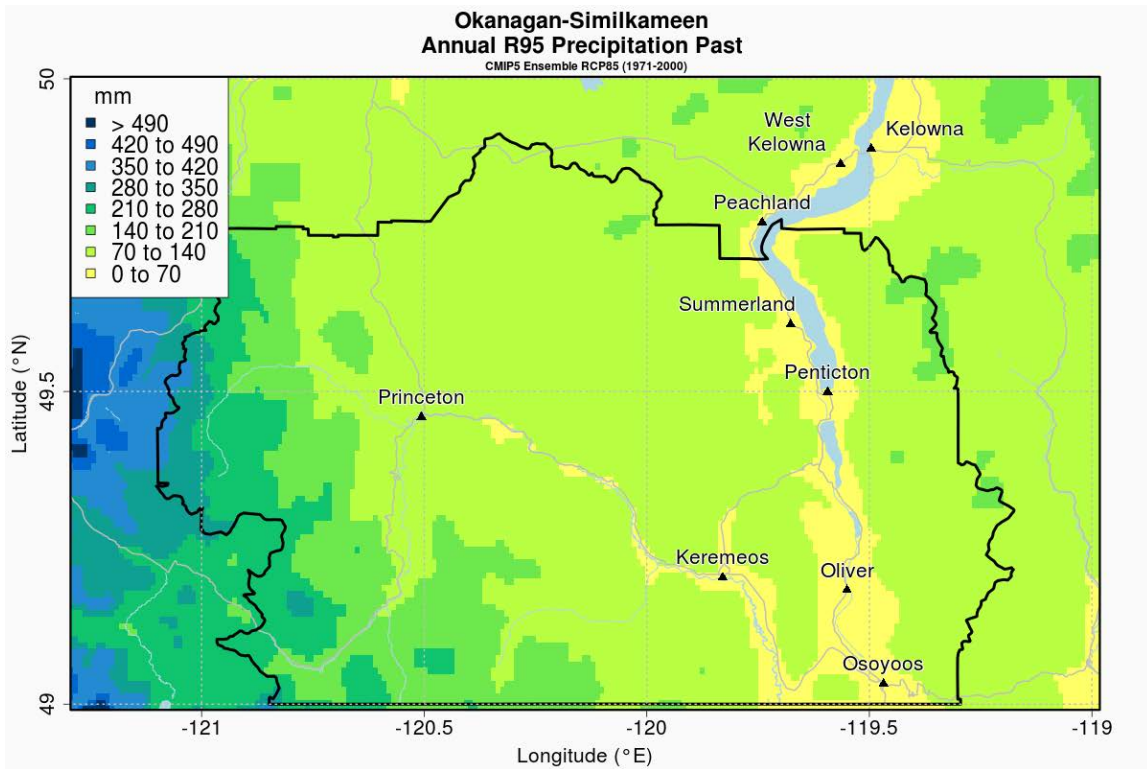 Okanagan-Similkameen
Annual R95 Precipitation Past
CMIP5 Ensemble RCP85 (1971-2000)
mm
> 490
420 to 490
350 to 420
280 to 350
210 to 280
140 to 210
70 to 140
0 to 70
West
Kelowna
Kelowna
Peachland
Summerland
Penticton
Princeton
Keremeos
Oliver
Osoyoos
50
49.5
49
Latitude (°N)
-121
-120.5
-120
-119.5
-119
Longitude (°E)